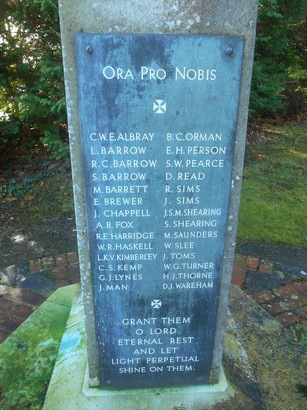 ORA PRO NOBIS
C.W.E. ALBRAY B.C. ORMAN
L. BARROW E.H. PERSON
R.C. BARROW S.W. PEARCE
S. BARROW D. READ
M. BARRETT R. SIMS
E. BREWER J. SIMS
J. CHAPPELL J.S.M. SHEARING
A.B. FOX S. SHEARING
R.E. HARRIDGE M. SAUNDERS
W.R. HASKELL W. SLEE
L.K.V. KIMBERLEY J. TOMS
C.S. KEMP W.G. TURNER
G.J. LYNES H.J. THORNE
J. MAN D.J. WAREHAM
GRANT THEM
O LORD
ETERNAL REST
AND LET
LIGHT PERPETUAL
SHINE ON THEM.